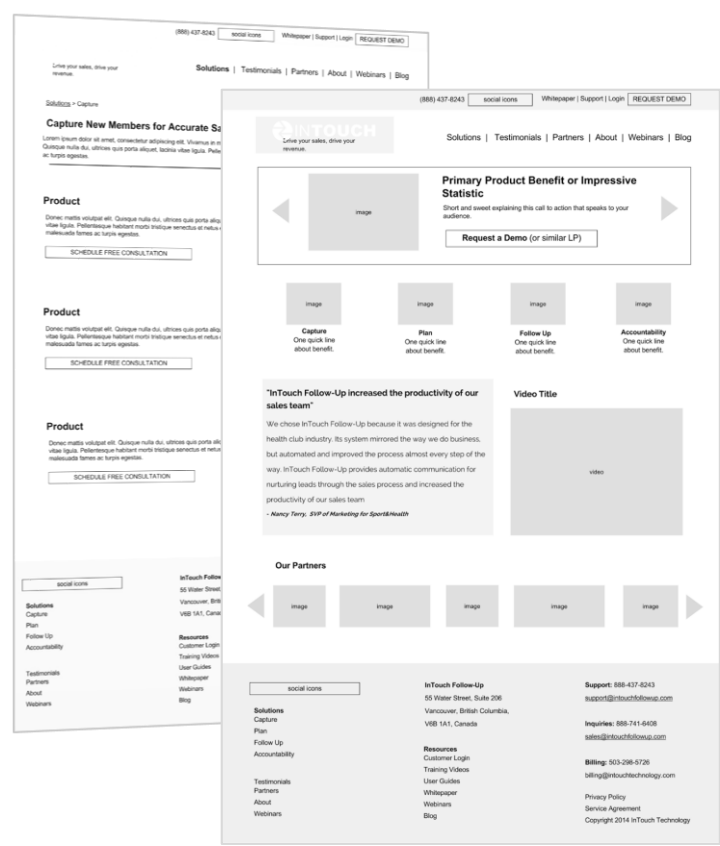 (888) 437-8243 social icons Whitepaper | Support | Login REQUEST DEMO
Drive your sales, drive your
revenue.
Solutions | Testimonials | Partners | About | Webinars | Blog
Solutions > Capture
Capture New Members for Accurate Sa
Lorem ipsum dolor sit amet, consectetur adipiscing elit. Vivamus in m
Quisque nulla dui, ultrices quis porta aliquet, lacinia vitae ligula. Pelle
ac turpis egestas.
Product
Donec mattis volutpat elit. Quisque nulla dui, ultrices quis porta aliq
vitae ligula. Pellentesque habitant morbi tristique senectus et netus
malesuada fames ac turpis egestas.
SCHEDULE FREE CONSULTATION
Product
Donec mattis volutpat elit. Quisque nulla dui, ultrices quis porta aliq
vitae ligula. Pellentesque habitant morbi tristique senectus et netus
malesuada fames ac turpis egestas.
SCHEDULE FREE CONSULTATION
Product
Donec mattis volutpat elit. Quisque nulla dui, ultrices quis porta aliq
vitae ligula. Pellentesque habitant morbi tristique senectus et netus
malesuada fames ac turpis egestas.
SCHEDULE FREE CONSULTATION
social icons
Solutions
Capture
Plan
Follow Up
Accountability
Testimonials
Partners
About
Webinars
InTouch Follow
55 Water Street,
Vancouver, Briti
V6B 1A1, Canad
Resources
Customer Login
Training Videos
User Guides
Whitepaper
Webinars
Blog
(888) 437-8243 social icons Whitepaper | Support | Login REQUEST DEMO
INTOUCH
Drive your sales, drive your
revenue.
Solutions | Testimonials | Partners | About | Webinars | Blog
image
Primary Product Benefit or Impressive
Statistic
Short and sweet explaining this call to action that speaks to your
audience.
Request a Demo (or similar LP)
image
Capture
One quick line
about benefit.
image
Plan
One quick line
about benefit.
image
Follow Up
One quick line
about benefit.
image
Accountability
One quick line
about benefit.
"InTouch Follow-Up increased the productivity of our
sales team"
We chose InTouch Follow-Up because it was designed for the
health club industry. Its system mirrored the way we do business,
but automated and improved the process almost every step of the
way. InTouch Follow-Up provides automatic communication for
nurturing leads through the sales process and increased the
productivity of our sales team
- Nancy Terry, SVP of Marketing for Sport&Health
Video Title
video
Our Partners
image image image image image
social icons
Solutions
Capture
Plan
Follow Up
Accountability
Testimonials
Partners
About
Webinars
InTouch Follow-Up
55 Water Street, Suite 206
Vancouver, British Columbia,
V6B 1A1, Canada
Resources
Customer Login
Training Videos
User Guides
Whitepaper
Webinars
Blog
Support: 888-437-8243
support@intouchfollowup.com
Inquiries: 888-741-6408
sales@intouchfollowup.com
Billing: 503-298-5726
billing@intouchtechnology.com
Privacy Policy
Service Agreement
Copyright 2014 InTouch Technology